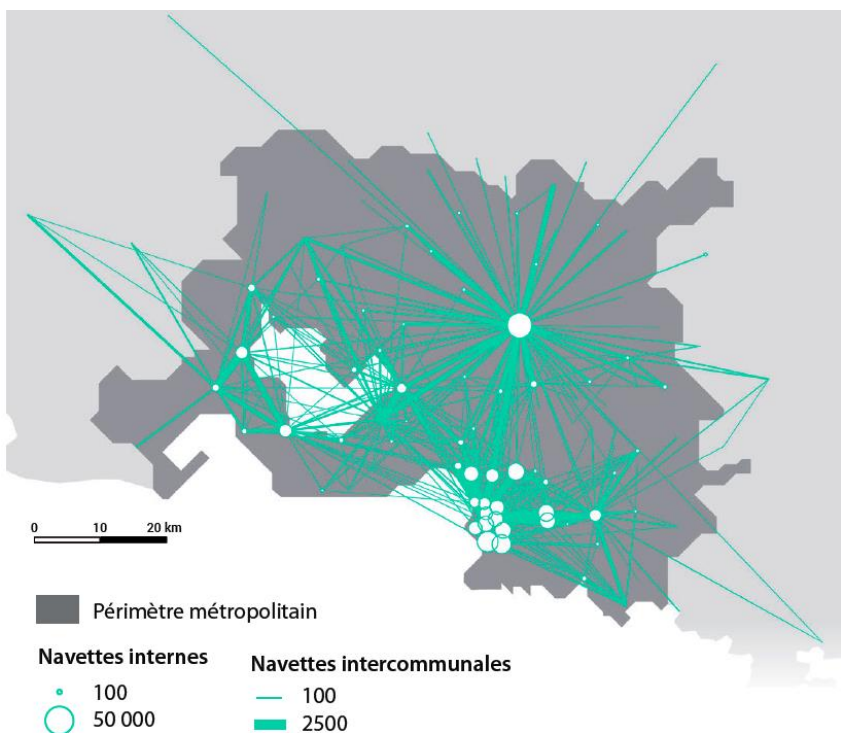 0 10 20 km
Périmètre métropolitain
Navettes internes
100
50 000
Navettes intercommunales
100
2500